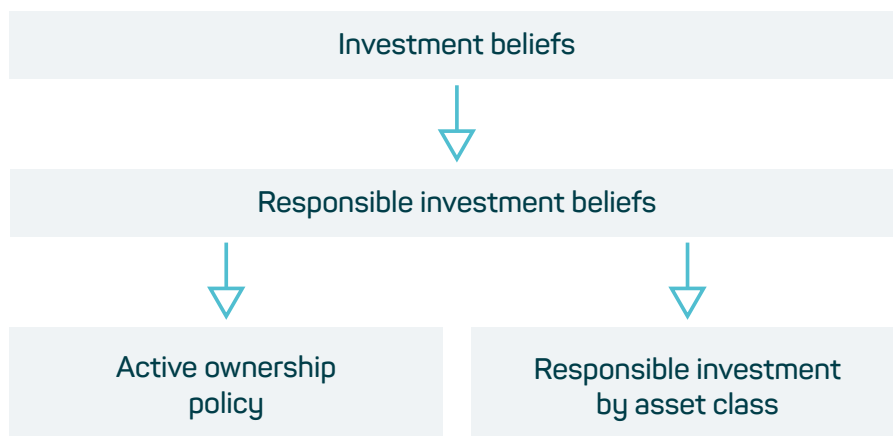 Investment beliefs
Responsible investment beliefs
Active ownership
policy
Responsible investment
by asset class